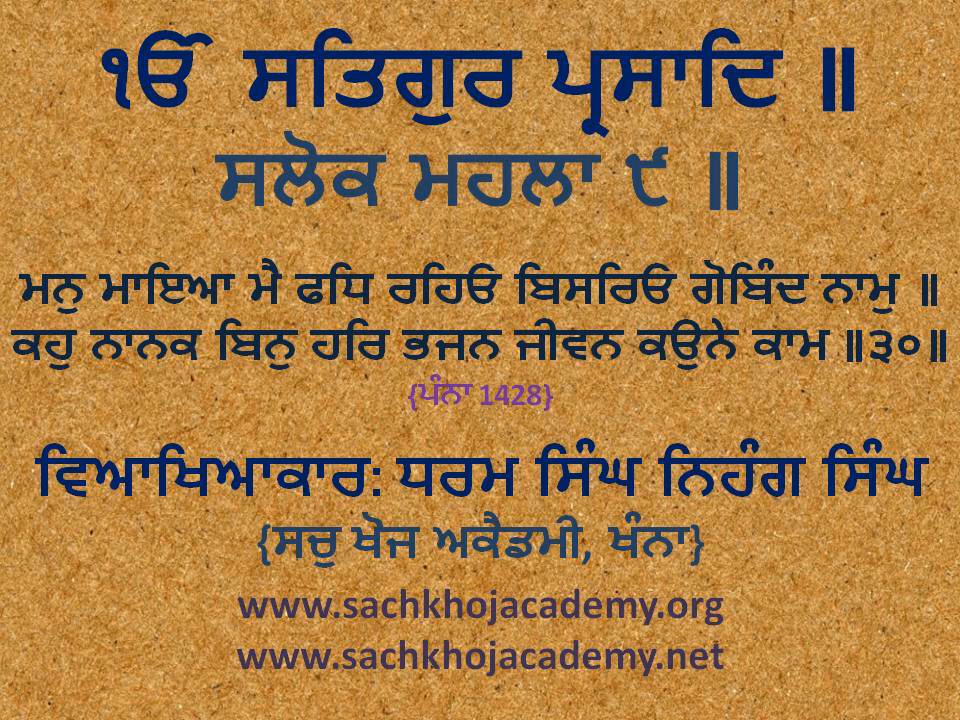 ੴ ਸਤਿਗੁਰ ਪ੍ਰਸਾਦਿ ॥
ਸਲੋਕ ਮਹਲਾ ੯ ॥
ਮਨੁ ਮਾਇਆ ਮੈ ਫਧਿ ਰਹਿਓ ਬਿਸਰਿਓ ਗੋਬਿੰਦ ਨਾਮੁ ॥
ਕਹੁ ਨਾਨਕ ਬਿਨੁ ਹਰਿ ਭਜਨ ਜੀਵਨ ਕਉਨੇ ਕਾਮ ॥੩੦॥
{ਪੰਨਾ 1428}
ਵਿਆਖਿਆਕਾਰ: ਧਰਮ ਸਿੰਘ ਨਿਹੰਗ ਸਿੰਘ
{ਸਚੁ ਖੋਜ ਅਕੈਡਮੀ, ਖੰਨਾ}
www.sachkhojacademy.org
www.sachkhojacademy.net